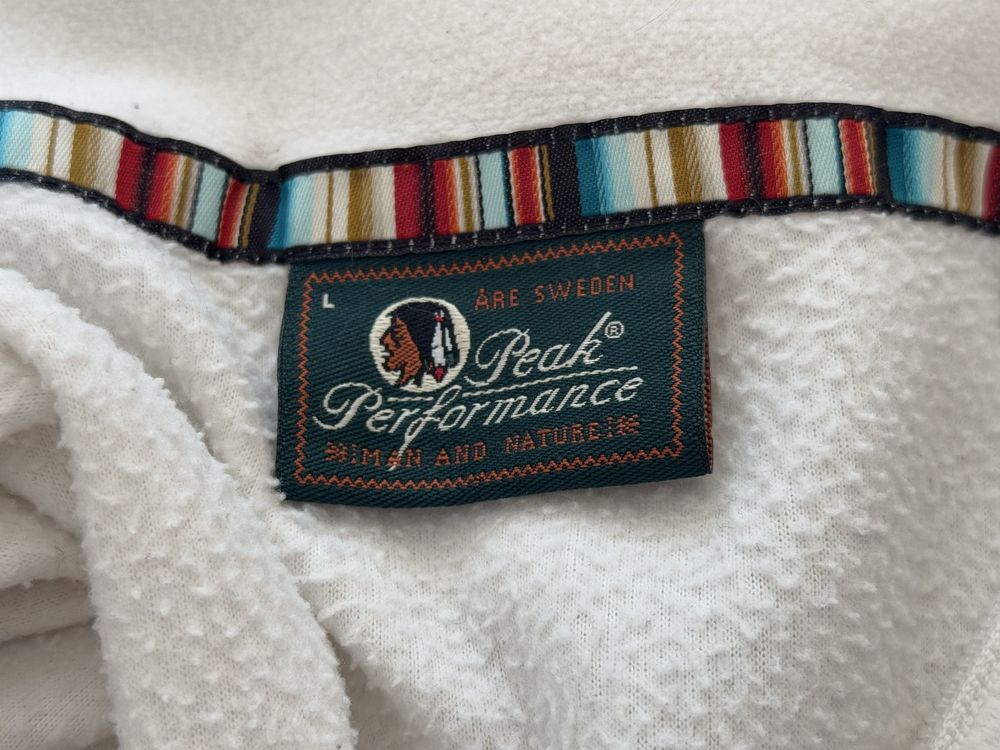 L
ÅRE SWEDEN
Peak®
Performance
MAN AND NATURE